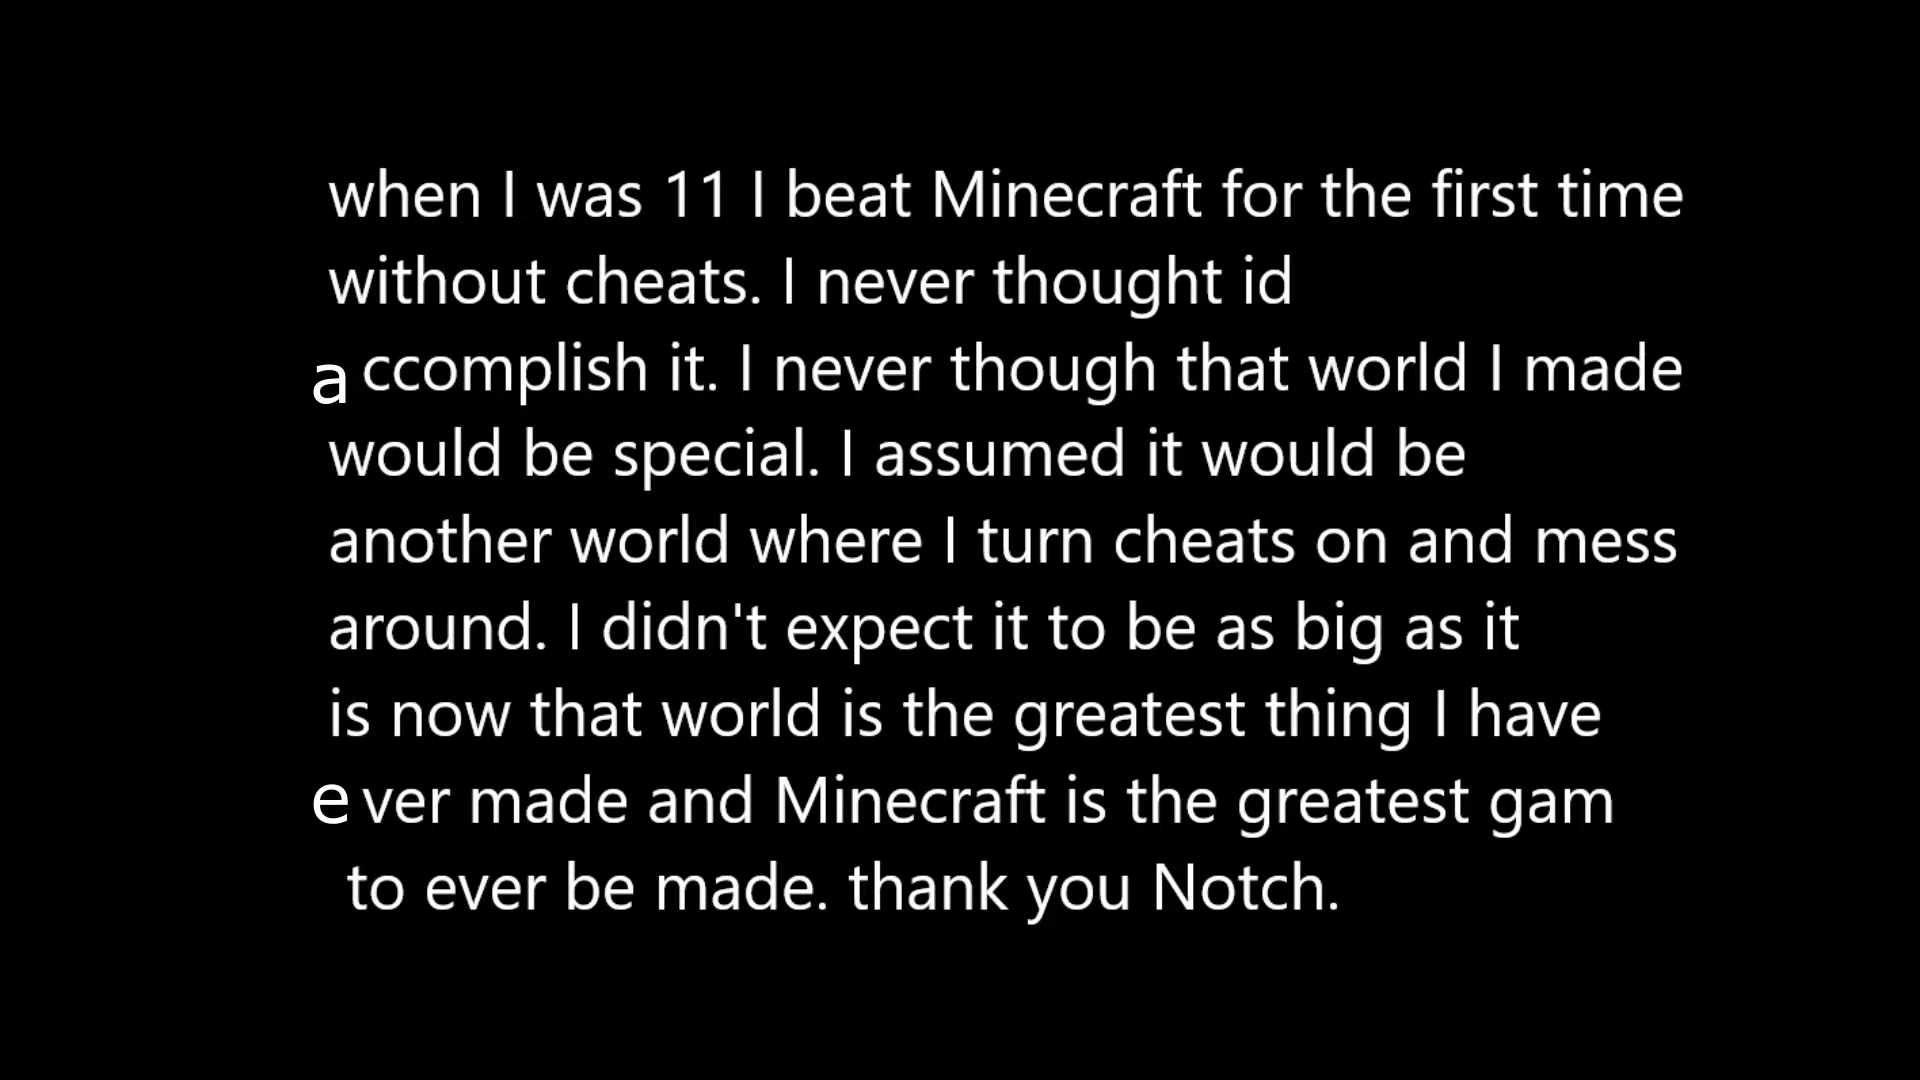 when I was 11 I beat Minecraft for the first time
without cheats. I never thought id
accomplish it. I never though that world I made
would be special. I assumed it would be
another world where I turn cheats on and mess
around. I didn't expect it to be as big as it
is now that world is the greatest thing I have
ever made and Minecraft is the greatest gam
to ever be made. thank you Notch.